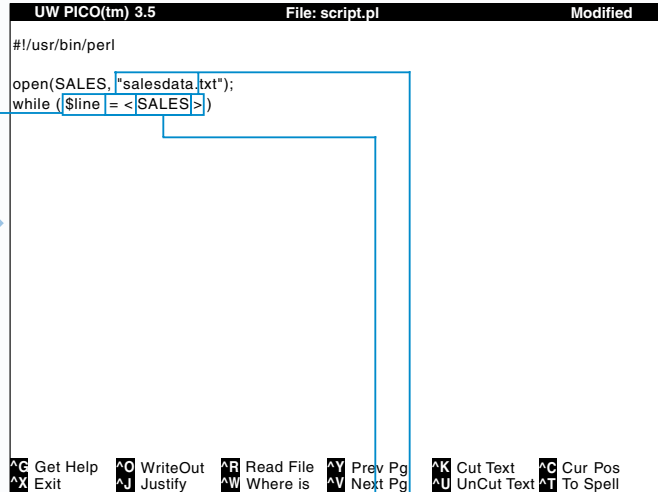 UW PICO(tm) 3.5 File: script.pl Modified
#!/usr/bin/perl
open(SALES, "salesdata.txt");
while ( $line = < SALES > )
^G Get Help ^O WriteOut ^R Read File ^Y Prev Pg ^K Cut Text ^C Cur Pos
^X Exit ^J Justify ^W Where is ^V Next Pg ^U UnCut Text ^T To Spell